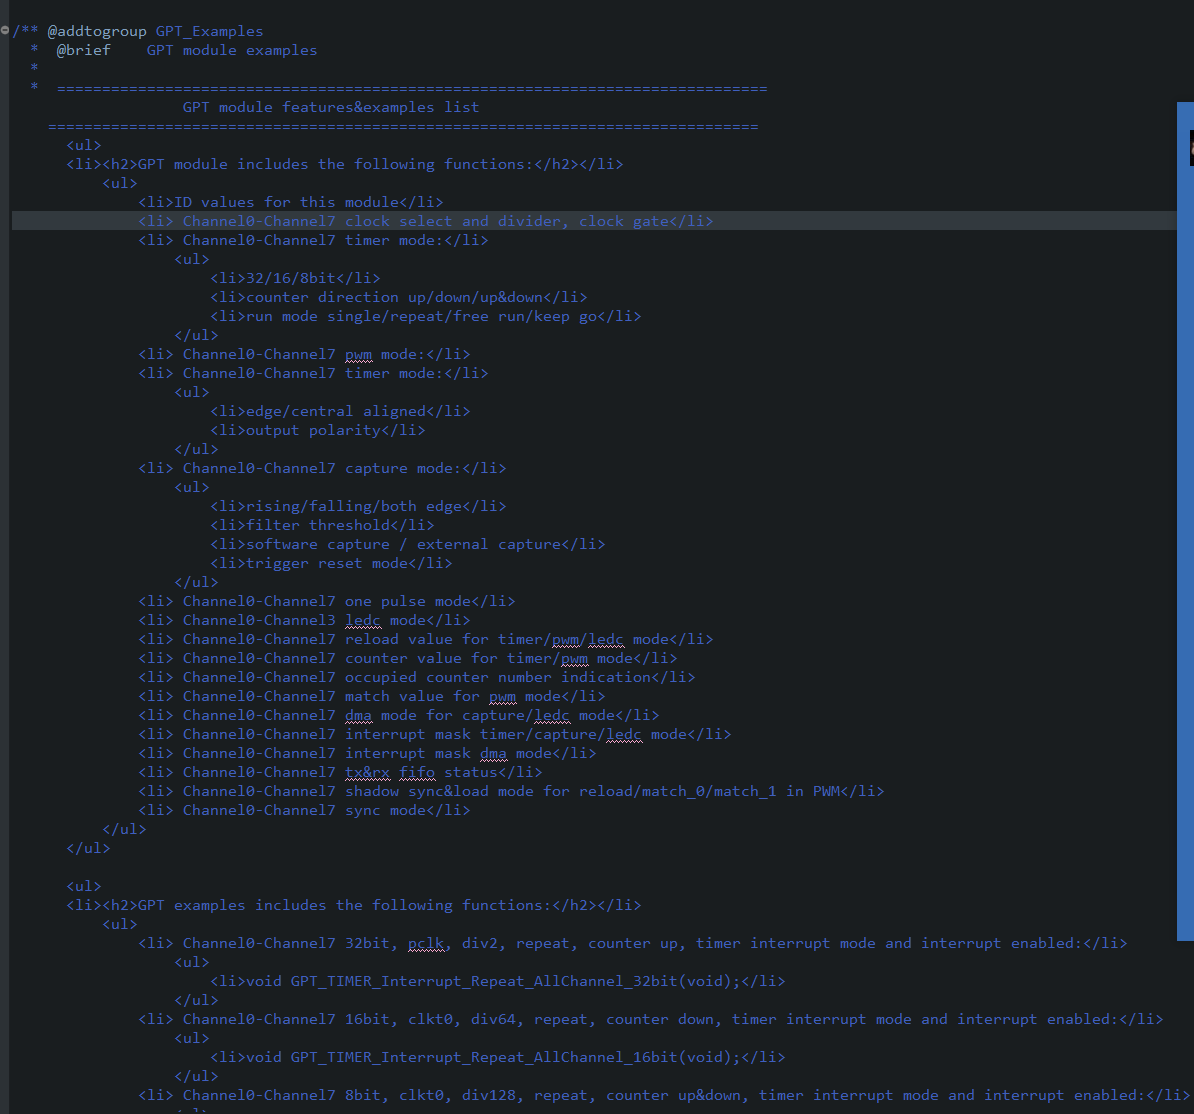 /** @addtogroup GPT_Examples
* @brief GPT module examples
*
* ===============================================================================
GPT module features&examples list
===============================================================================
<ul>
<li><h2>GPT module includes the following functions:</h2></li>
<ul>
<li>ID values for this module</li>
<li> Channel0-Channel7 clock select and divider, clock gate</li>
<li> Channel0-Channel7 timer mode:</li>
<ul>
<li>32/16/8bit</li>
<li>counter direction up/down/up&down</li>
<li>run mode single/repeat/free run/keep go</li>
</ul>
<li> Channel0-Channel7 pwm mode:</li>
<li> Channel0-Channel7 timer mode:</li>
<ul>
<li>edge/central aligned</li>
<li>output polarity</li>
</ul>
<li> Channel0-Channel7 capture mode:</li>
<ul>
<li>rising/falling/both edge</li>
<li>filter threshold</li>
<li>software capture / external capture</li>
<li>trigger reset mode</li>
</ul>
<li> Channel0-Channel7 one pulse mode</li>
<li> Channel0-Channel3 ledc mode</li>
<li> Channel0-Channel7 reload value for timer/pwm/ledc mode</li>
<li> Channel0-Channel7 counter value for timer/pwm mode</li>
<li> Channel0-Channel7 occupied counter number indication</li>
<li> Channel0-Channel7 match value for pwm mode</li>
<li> Channel0-Channel7 dma mode for capture/ledc mode</li>
<li> Channel0-Channel7 interrupt mask timer/capture/ledc mode</li>
<li> Channel0-Channel7 interrupt mask dma mode</li>
<li> Channel0-Channel7 tx&rx fifo status</li>
<li> Channel0-Channel7 shadow sync&load mode for reload/match_0/match_1 in PWM</li>
<li> Channel0-Channel7 sync mode</li>
</ul>
</ul>
<ul>
<li><h2>GPT examples includes the following functions:</h2></li>
<ul>
<li> Channel0-Channel7 32bit, pclk, div2, repeat, counter up, timer interrupt mode and interrupt enabled:</li>
<ul>
<li>void GPT_TIMER_Interrupt_Repeat_AllChannel_32bit(void);</li>
</ul>
<li> Channel0-Channel7 16bit, clkt0, div64, repeat, counter down, timer interrupt mode and interrupt enabled:</li>
<ul>
<li>void GPT_TIMER_Interrupt_Repeat_AllChannel_16bit(void);</li>
</ul>
<li> Channel0-Channel7 8bit, clkt0, div128, repeat, counter up&down, timer interrupt mode and interrupt enabled:</li>